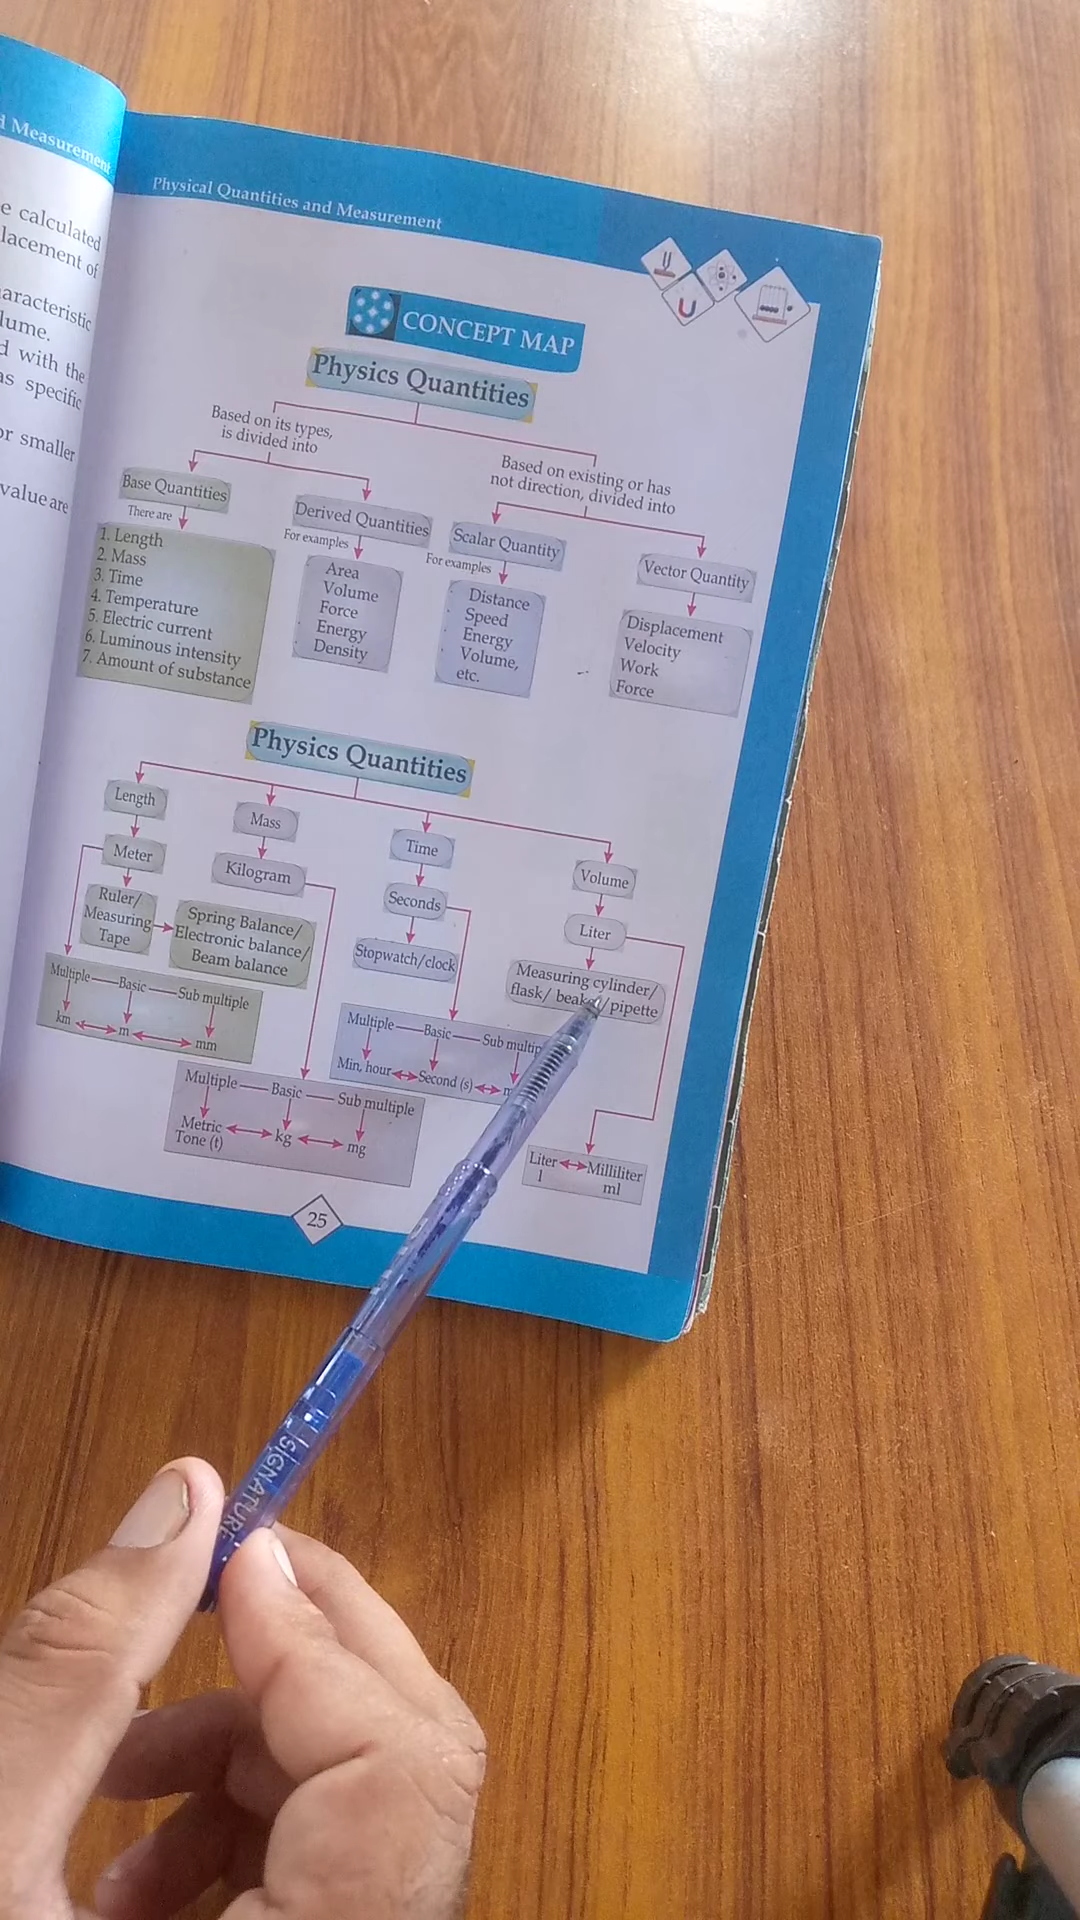 d Measurement
e calculated
lacement of
aracteristic
lume.
d with the
as specific
or smaller
value are
Physical Quantities and Measurement
CONCEPT MAP
Physics Quantities
Based on its types,
is divided into
Based on existing or has
not direction, divided into
Base Quantities
There are
1. Length
2. Mass
3. Time
4. Temperature
5. Electric current
6. Luminous intensity
7. Amount of substance
Derived Quantities
For examples
Area
Volume
Force
Energy
Density
Scalar Quantity
For examples
Distance
Speed
Energy
Volume,
etc.
Vector Quantity
Displacement
Velocity
Work
Force
Physics Quantities
Length
Meter
Ruler/
Measuring
Tape
Mass
Kilogram
Spring Balance/
Electronic balance/
Beam balance
Time
Seconds
Stopwatch/clock
Volume
Liter
Measuring cylinder/
flask/ /pipette
Multiple Basic Sub multiple
km m mm
Multiple Basic Sub
Min, hour Second (s)
Multiple Basic Sub multiple
Metric kg mg
Tone (t)
Liter Milliliter
l ml
25
SIGNATURE